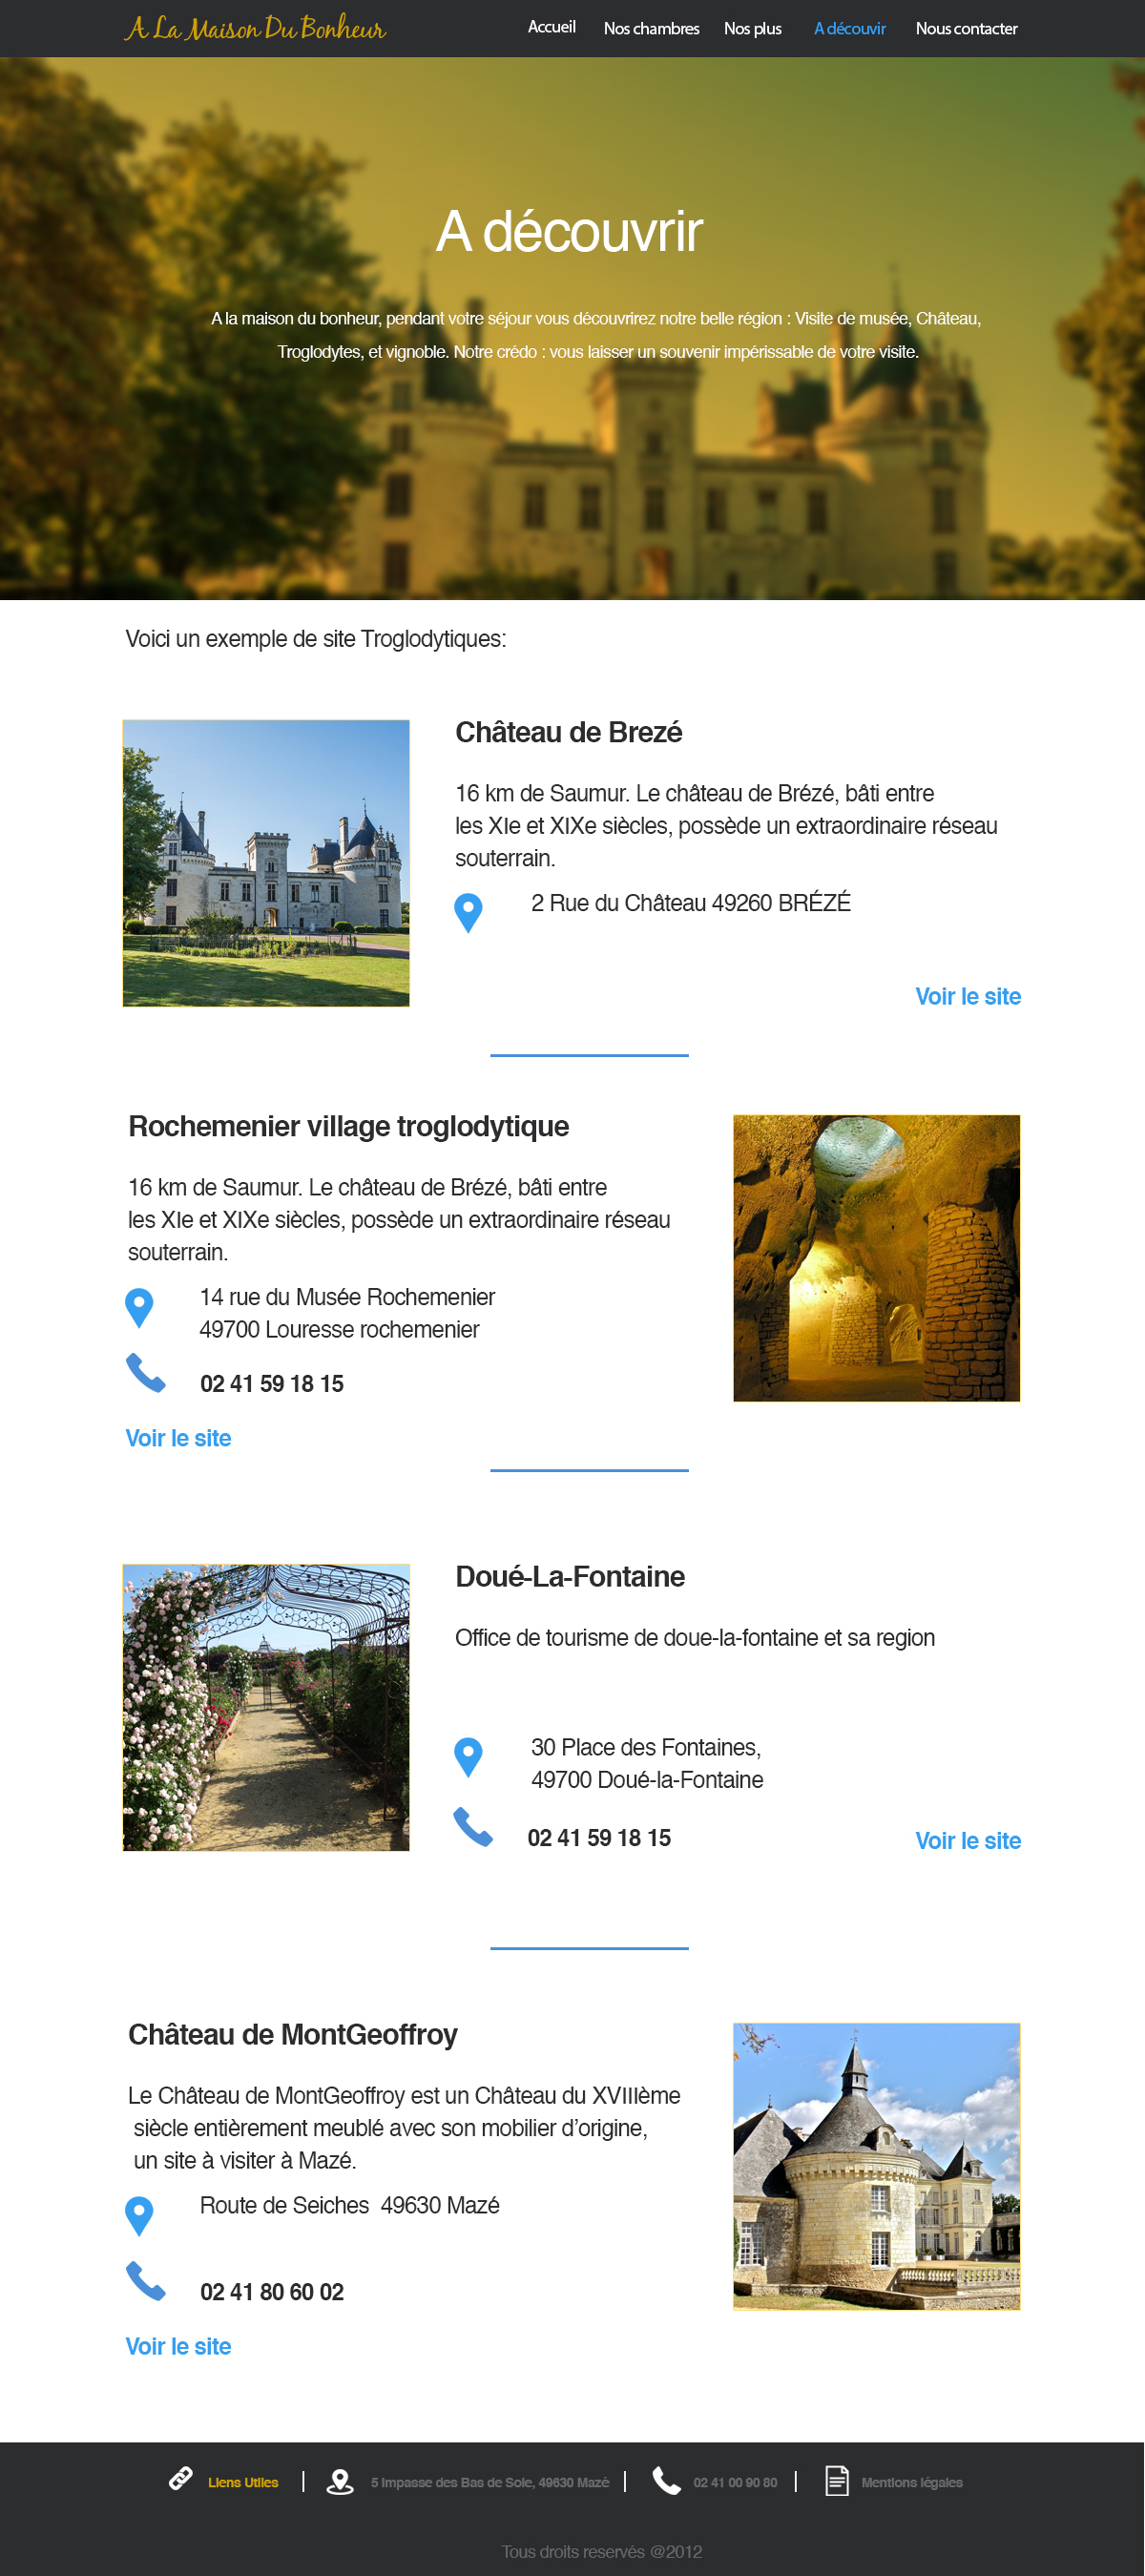 A La Maison Du Bonheur
Accueil Nos chambres Nos plus A découvir Nous contacter
A découvrir
A la maison du bonheur, pendant votre séjour vous découvrirez notre belle région : Visite de musée, Château,
Troglodytes, et vignoble. Notre crédo : vous laisser un souvenir impérissable de votre visite.
Voici un exemple de site Troglodytiques:
Château de Brezé
16 km de Saumur. Le château de Brézé, bâti entre
les XIe et XIXe siècles, possède un extraordinaire réseau
souterrain.
2 Rue du Château 49260 BRÉZÉ
Voir le site
Rochemenier village troglodytique
16 km de Saumur. Le château de Brézé, bâti entre
les XIe et XIXe siècles, possède un extraordinaire réseau
souterrain.
14 rue du Musée Rochemenier
49700 Louresse rochemenier
02 41 59 18 15
Voir le site
Doué-La-Fontaine
Office de tourisme de doue-la-fontaine et sa region
30 Place des Fontaines,
49700 Doué-la-Fontaine
02 41 59 18 15
Voir le site
Château de MontGeoffroy
Le Château de MontGeoffroy est un Château du XVIIIème
siècle entièrement meublé avec son mobilier d’origine,
un site à visiter à Mazé.
Route de Seiches 49630 Mazé
02 41 80 60 02
Voir le site
Liens Utiles | 5 Impasse des Bas de Soie, 49630 Mazé | 02 41 00 90 80 | Mentions légales
Tous droits reservés @2012